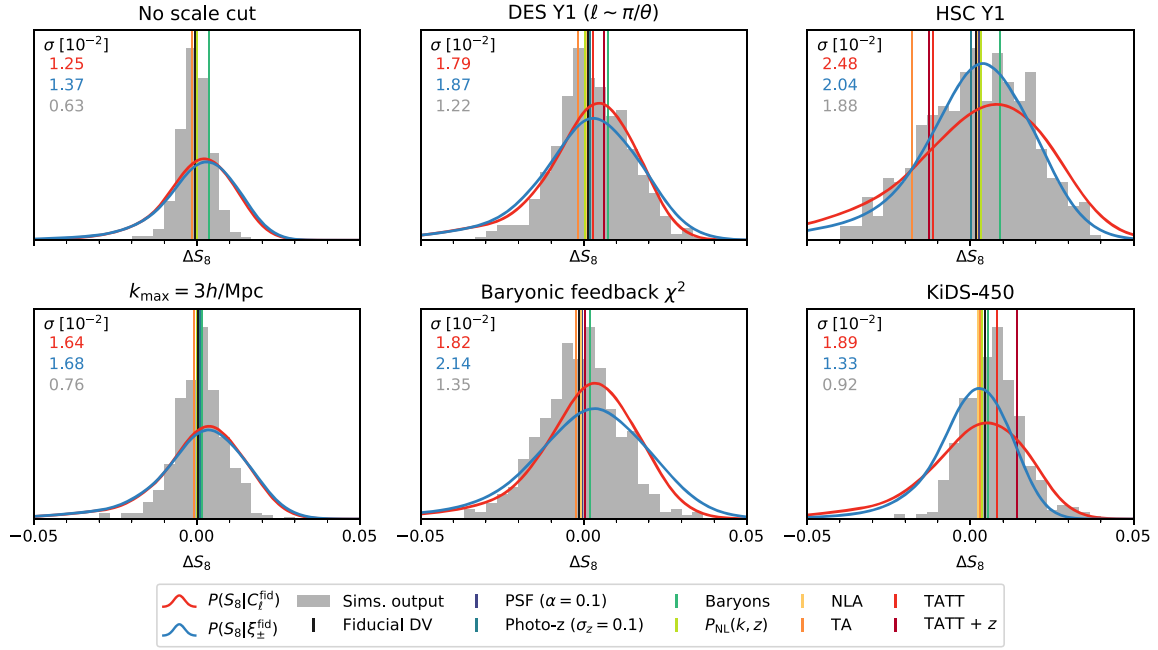 No scale cut
DES Y1 (ℓ ∼ π/θ)
HSC Y1
σ [10⁻²]
1.25
1.37
0.63
σ [10⁻²]
1.79
1.87
1.22
σ [10⁻²]
2.48
2.04
1.88
ΔS₈
ΔS₈
ΔS₈
k_max = 3h/Mpc
Baryonic feedback χ²
KiDS-450
σ [10⁻²]
1.64
1.68
0.76
σ [10⁻²]
1.82
2.14
1.35
σ [10⁻²]
1.89
1.33
0.92
−0.05 0.00 0.05
−0.05 0.00 0.05
−0.05 0.00 0.05
ΔS₈
ΔS₈
ΔS₈
P(S₈|C_ℓ^fid) Sims. output PSF (α = 0.1) Baryons NLA TATT
P(S₈|ξ_±^fid) Fiducial DV Photo-z (σ_z = 0.1) P_NL(k, z) TA TATT + z